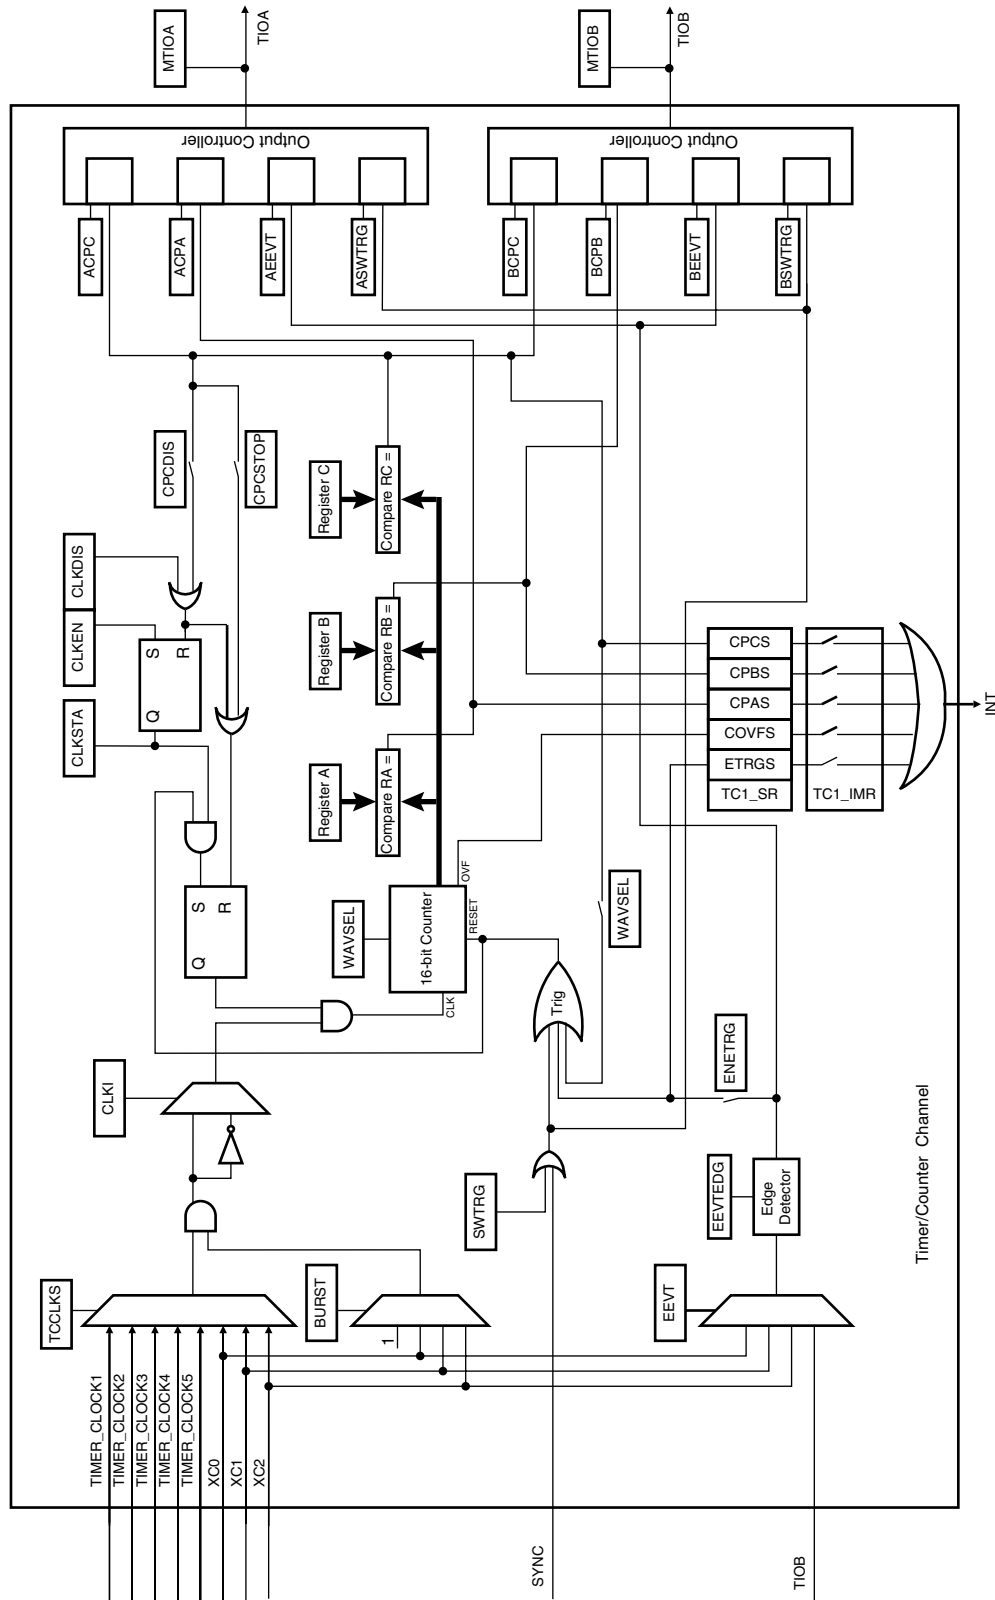 TIMER_CLOCK1
TIMER_CLOCK2
TIMER_CLOCK3
TIMER_CLOCK4
TIMER_CLOCK5
XC0
XC1
XC2
TCCLKS
CLKI
CLKSTA
CLKEN
CLKDIS
Q
S
R
Q
S
R
CPCDIS
CPCSTOP
ACPC
ACPA
AEEVT
ASWTRG
Output Controller
MTIOA
TIOA
BURST
1
WAVSEL
16-bit Counter
CLK
RESET
OVF
Register A
Register B
Register C
Compare RA =
Compare RB =
Compare RC =
BCPC
BCPB
BEEVT
BSWTRG
Output Controller
MTIOB
TIOB
SYNC
SWTRG
Trig
WAVSEL
ENETRG
EEVT
EEVTEDG
Edge
Detector
TIOB
CPCS
CPBS
CPAS
COVFS
ETRGS
TC1_SR
TC1_IMR
INT
Timer/Counter Channel